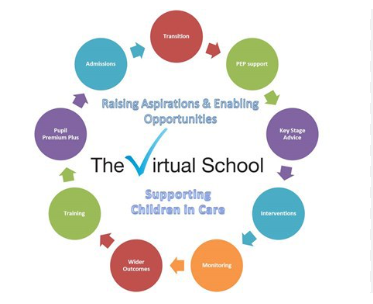 Transition
Admissions
PEP support
Raising Aspirations & Enabling
Opportunities
Pupil
Premium Plus
Key Stage
Advice
The Virtual School
Supporting
Children in Care
Training
Interventions
Wider
Outcomes
Monitoring